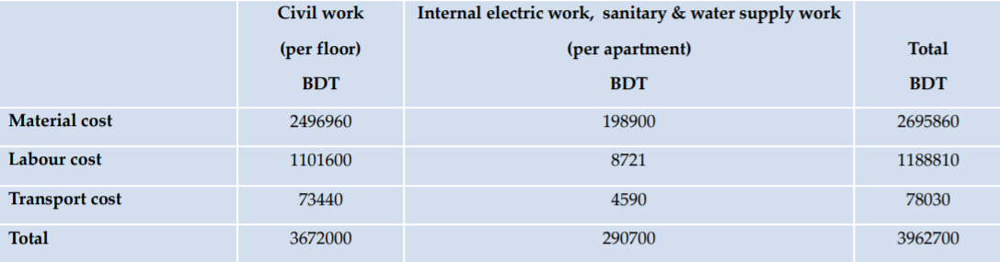 Civil work Internal electric work, sanitary & water supply work
(per floor) (per apartment) Total
BDT BDT BDT
Material cost 2496960 198900 2695860
Labour cost 1101600 8721 1188810
Transport cost 73440 4590 78030
Total 3672000 290700 3962700